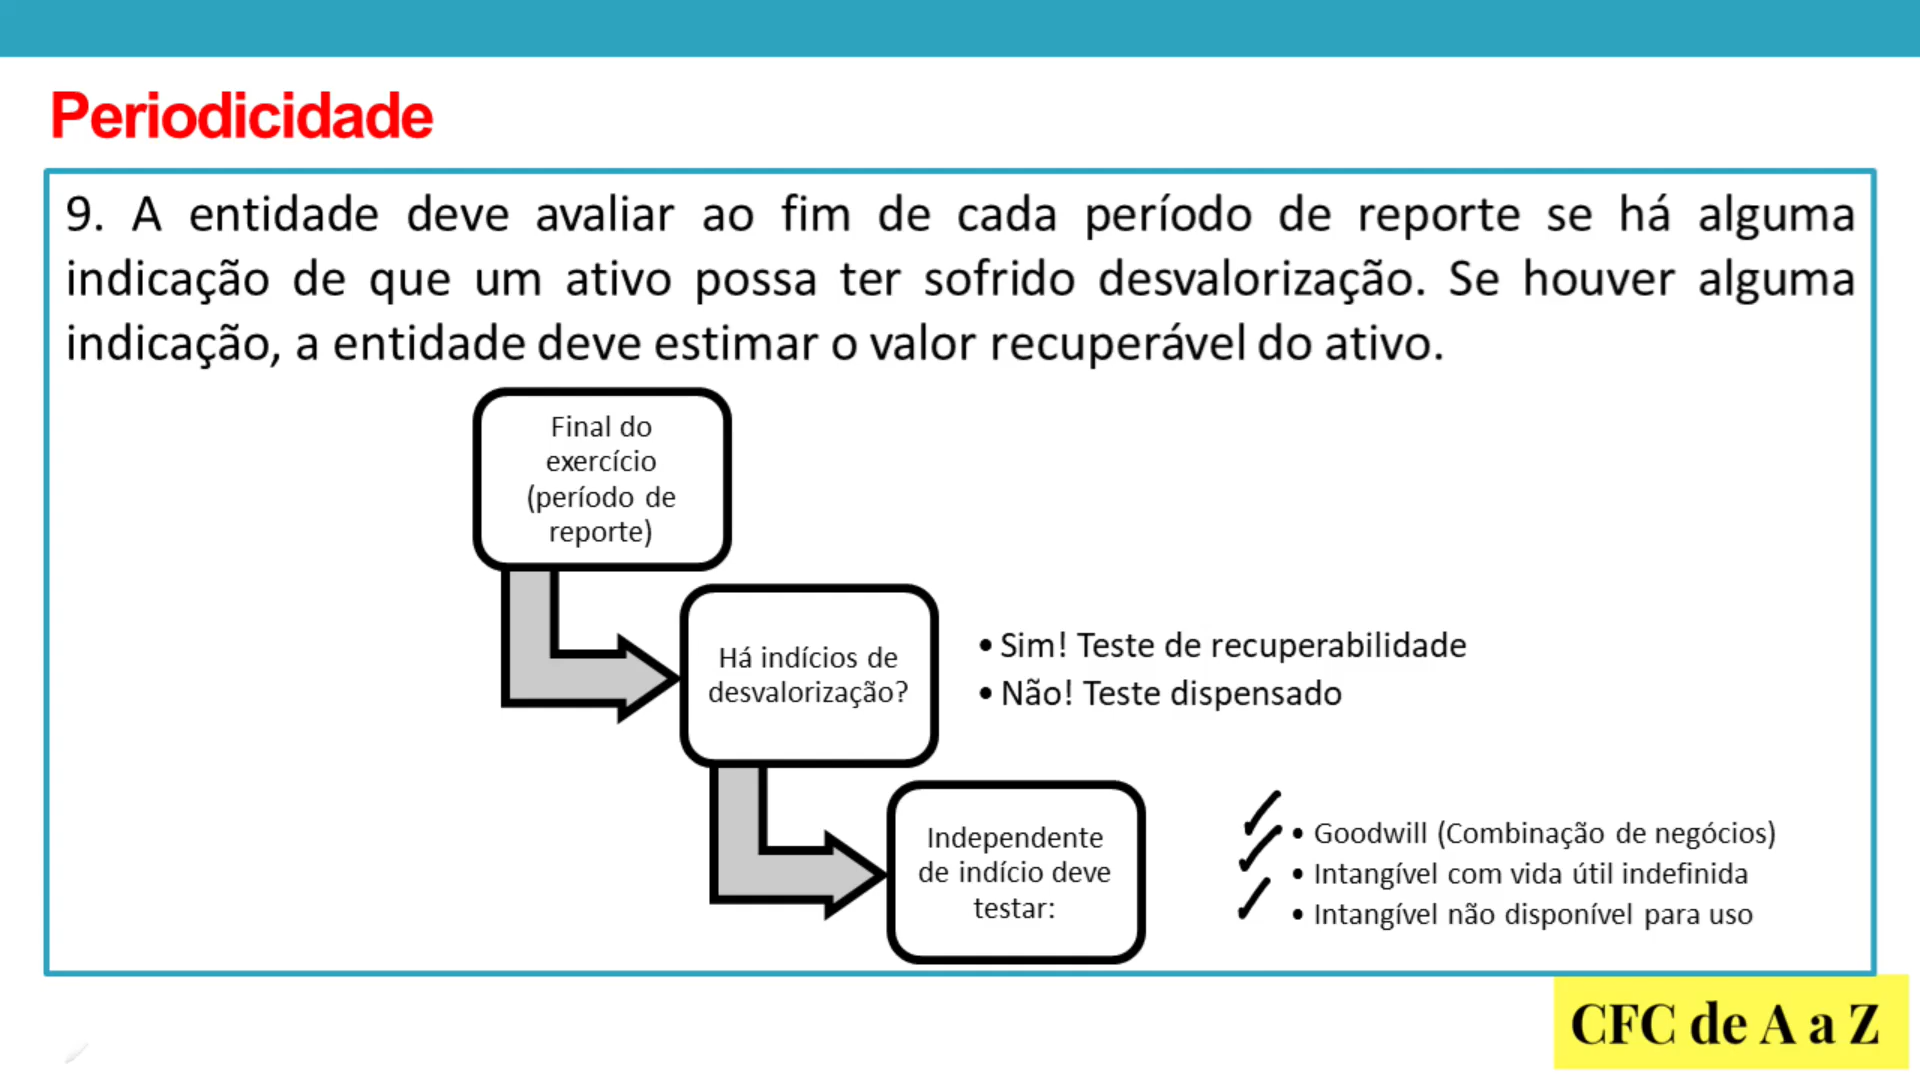 Periodicidade
9. A entidade deve avaliar ao fim de cada período de reporte se há alguma
indicação de que um ativo possa ter sofrido desvalorização. Se houver alguma
indicação, a entidade deve estimar o valor recuperável do ativo.
Final do
exercício
(período de
reporte)
Há indícios de
desvalorização?
• Sim! Teste de recuperabilidade
• Não! Teste dispensado
Independente
de indício deve
testar:
• Goodwill (Combinação de negócios)
• Intangível com vida útil indefinida
• Intangível não disponível para uso
CFC de A a Z